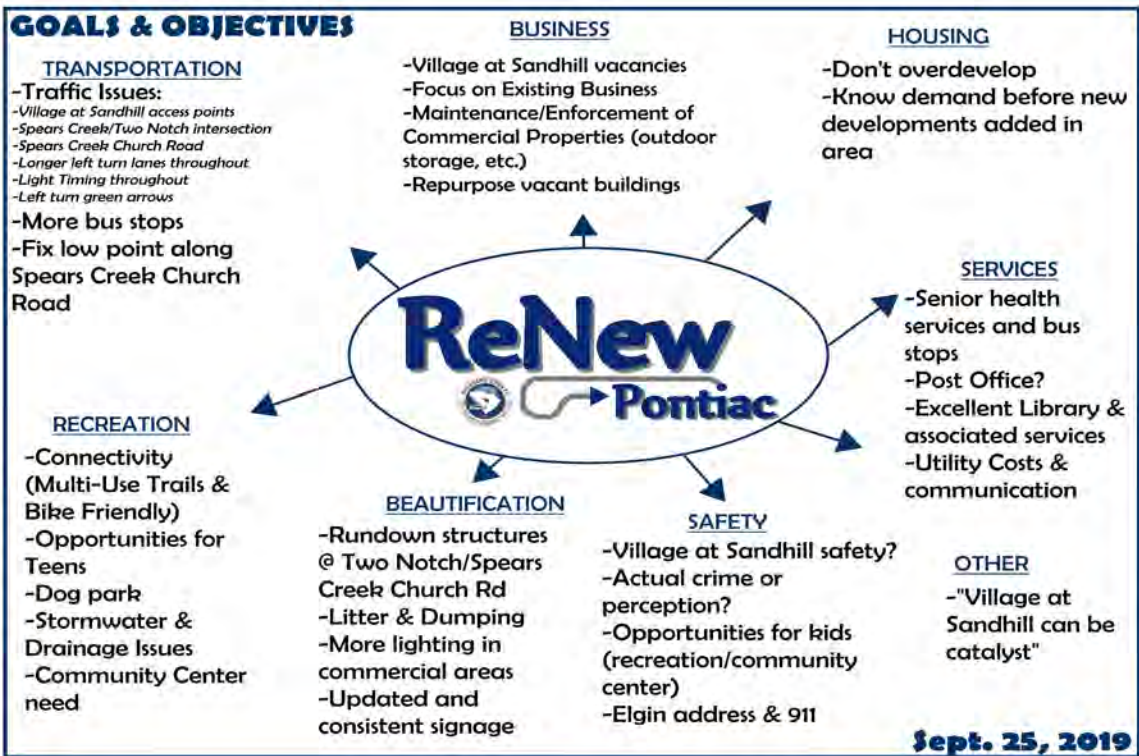 GOALS & OBJECTIVES
TRANSPORTATION
-Traffic Issues:
-Village at Sandhill access points
-Spears Creek/Two Notch intersection
-Spears Creek Church Road
-Longer left turn lanes throughout
-Light Timing throughout
-Left turn green arrows
-More bus stops
-Fix low point along
Spears Creek Church
Road
BUSINESS
-Village at Sandhill vacancies
-Focus on Existing Business
-Maintenance/Enforcement of
Commercial Properties (outdoor
storage, etc.)
-Repurpose vacant buildings
HOUSING
-Don't overdevelop
-Know demand before new
developments added in
area
ReNew
Pontiac
SERVICES
-Senior health
services and bus
stops
-Post Office?
-Excellent Library &
associated services
-Utility Costs &
communication
RECREATION
-Connectivity
(Multi-Use Trails &
Bike Friendly)
-Opportunities for
Teens
-Dog park
-Stormwater &
Drainage Issues
-Community Center
need
BEAUTIFICATION
-Rundown structures
@ Two Notch/Spears
Creek Church Rd
-Litter & Dumping
-More lighting in
commercial areas
-Updated and
consistent signage
SAFETY
-Village at Sandhill safety?
-Actual crime or
perception?
-Opportunities for kids
(recreation/community
center)
-Elgin address & 911
OTHER
-"Village at
Sandhill can be
catalyst"
Sept. 25, 2019